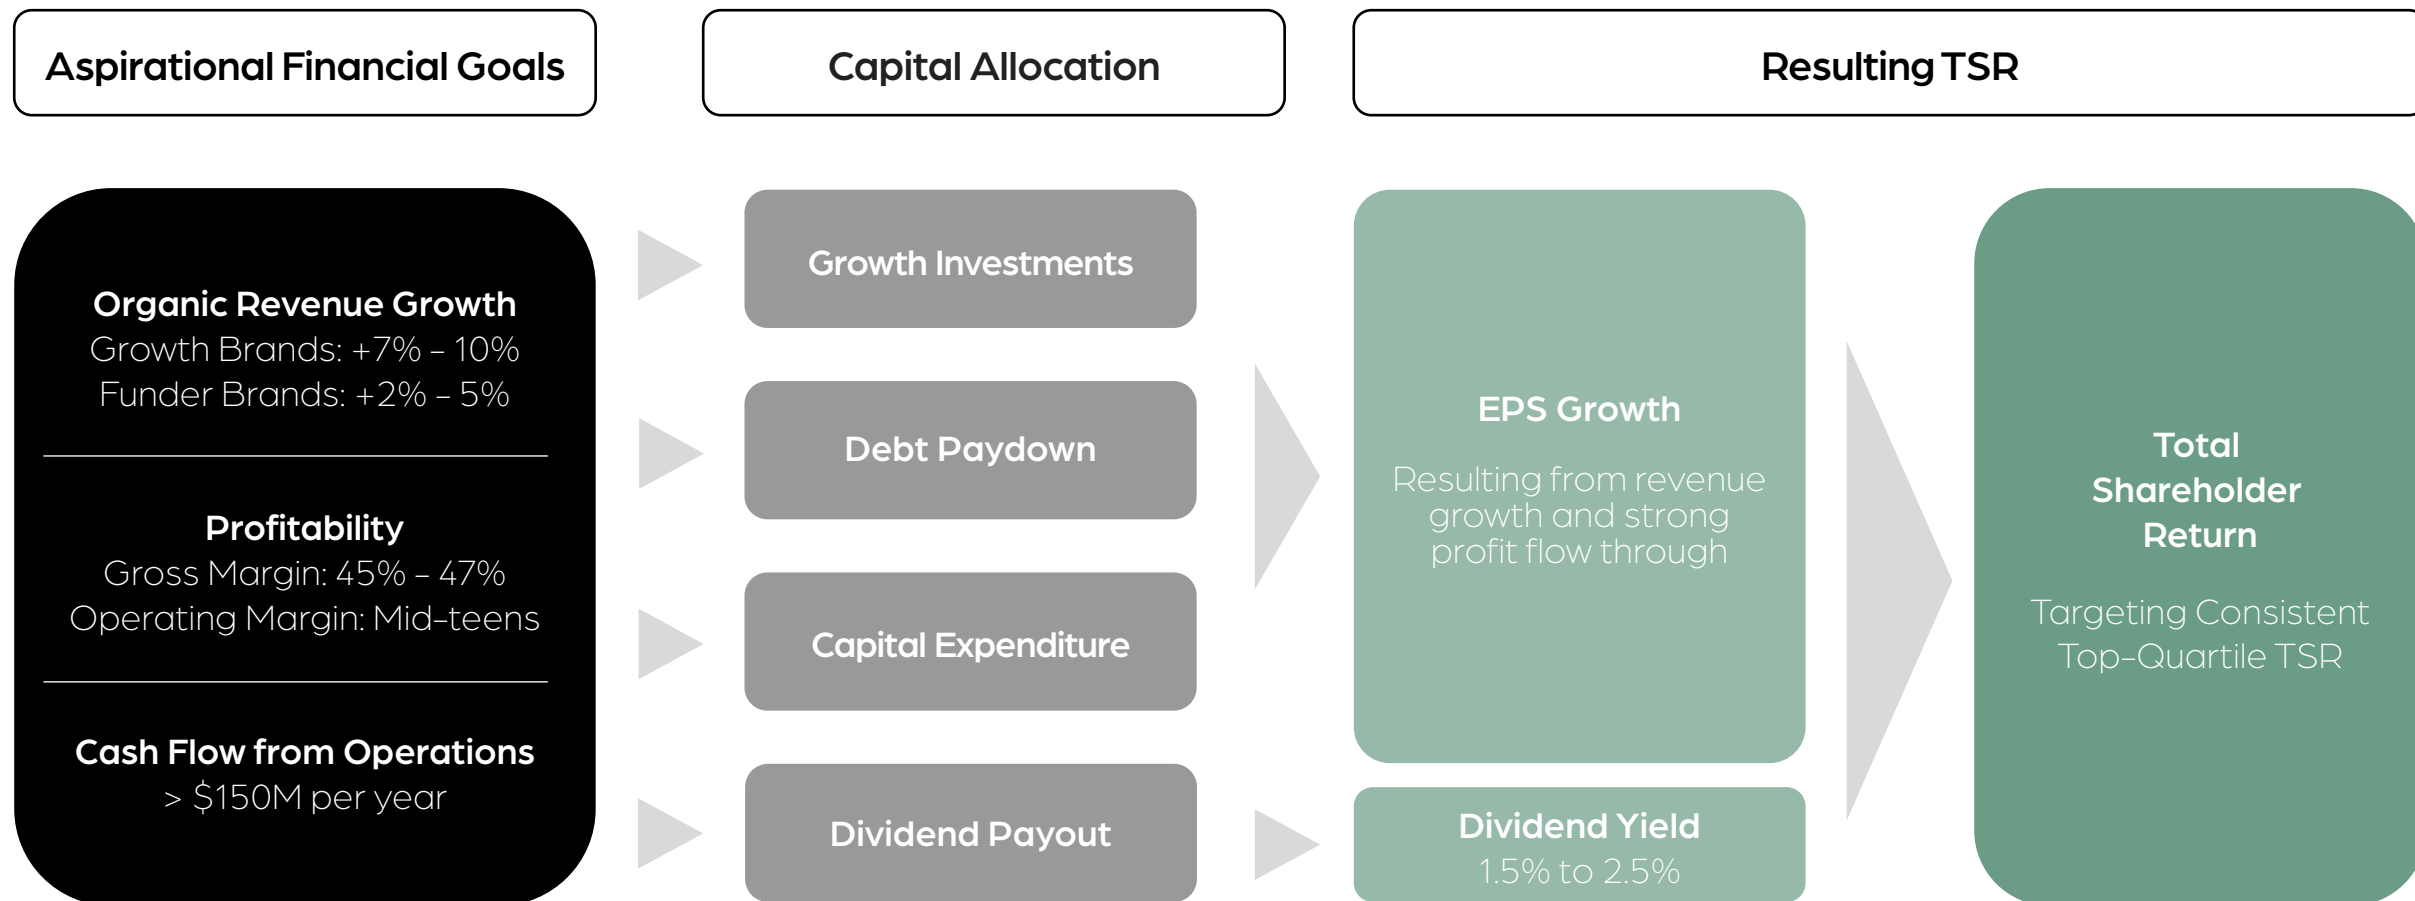 Aspirational Financial Goals
Capital Allocation
Resulting TSR
Organic Revenue Growth
Growth Brands: +7% – 10%
Funder Brands: +2% – 5%
Profitability
Gross Margin: 45% – 47%
Operating Margin: Mid-teens
Cash Flow from Operations
> $150M per year
Growth Investments
Debt Paydown
Capital Expenditure
Dividend Payout
EPS Growth
Resulting from revenue
growth and strong
profit flow through
Dividend Yield
1.5% to 2.5%
Total
Shareholder
Return
Targeting Consistent
Top-Quartile TSR